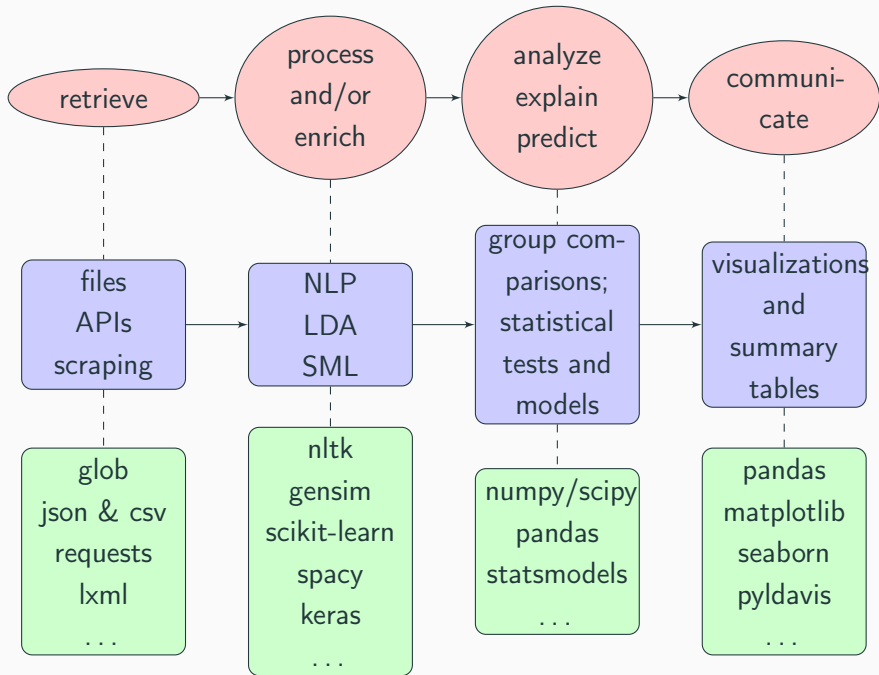 retrieve
process
and/or
enrich
analyze
explain
predict
communi-
cate
files
APIs
scraping
NLP
LDA
SML
group com-
parisons;
statistical
tests and
models
visualizations
and
summary
tables
glob
json & csv
requests
lxml
. . .
nltk
gensim
scikit-learn
spacy
keras
. . .
numpy/scipy
pandas
statsmodels
. . .
pandas
matplotlib
seaborn
pyldavis
. . .